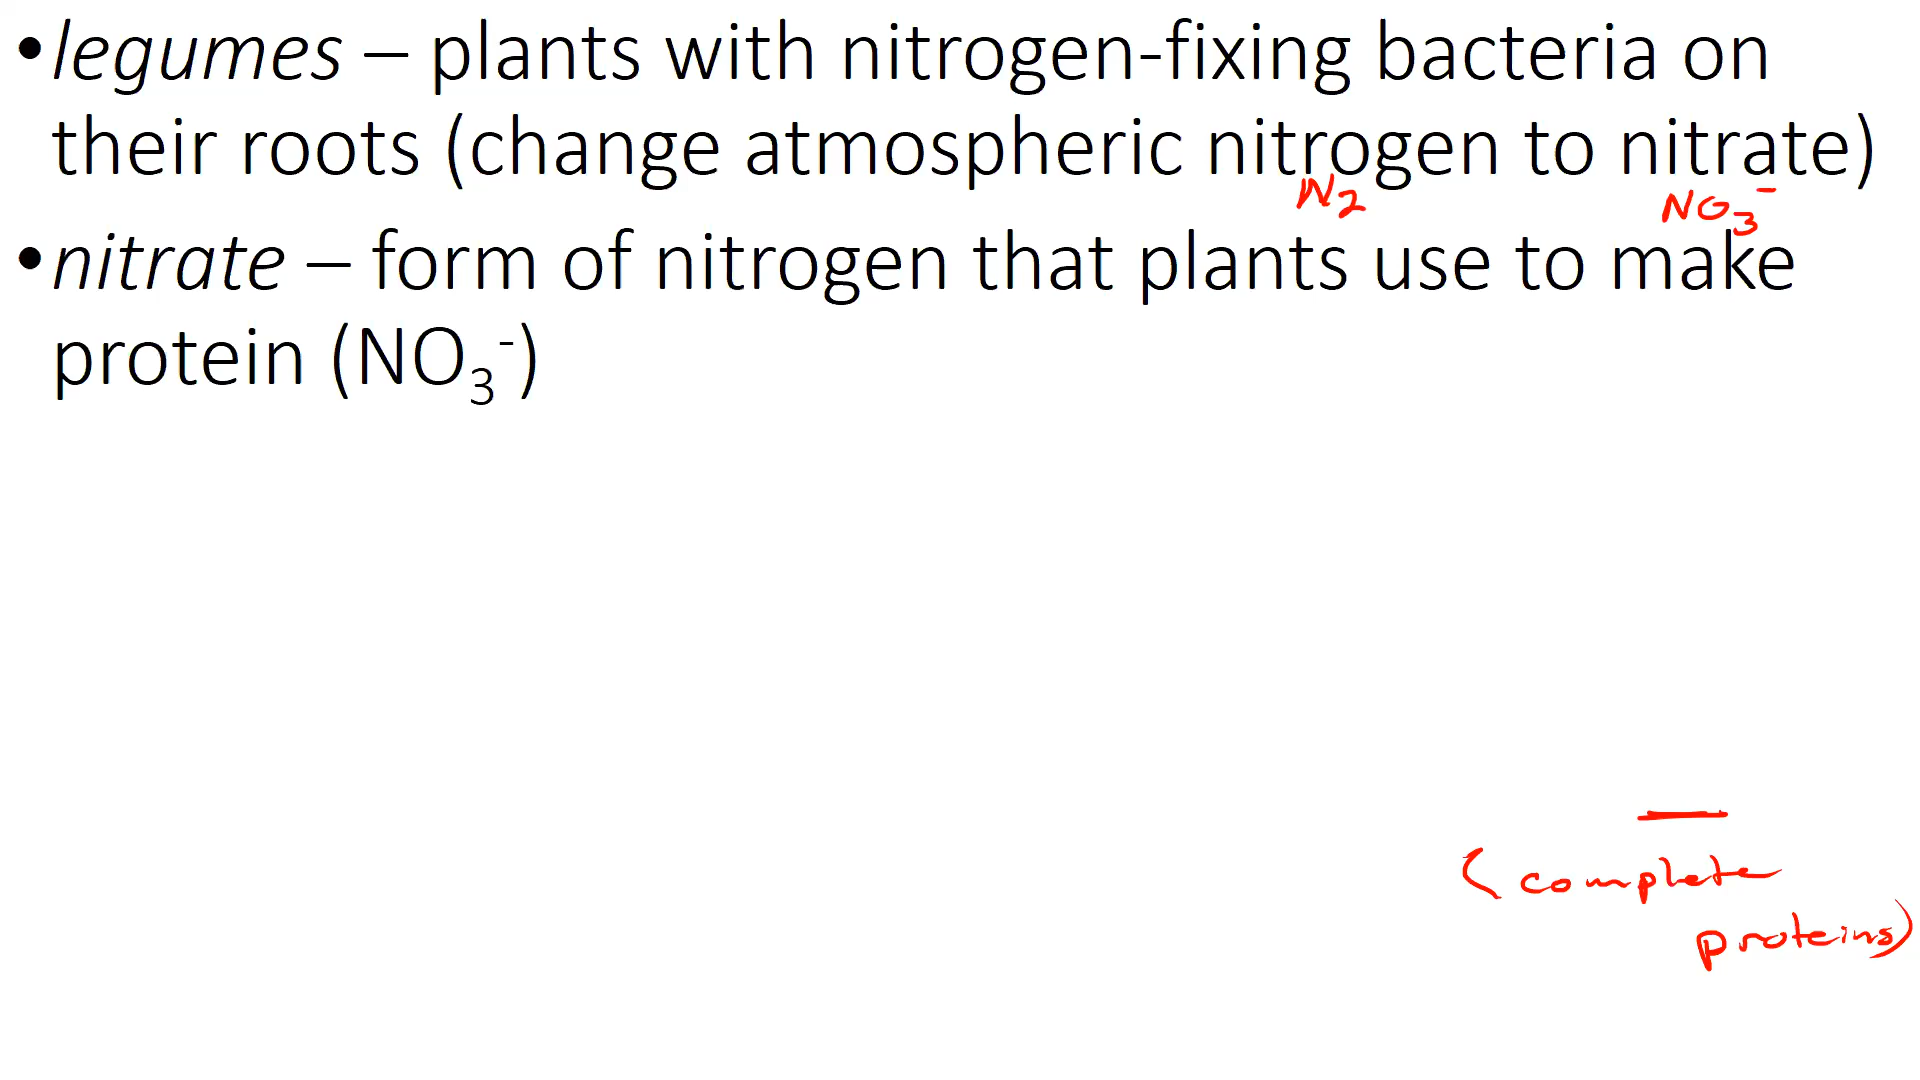 •legumes – plants with nitrogen-fixing bacteria on
their roots (change atmospheric nitrogen to nitrate)
N₂ NO₃⁻
•nitrate – form of nitrogen that plants use to make
protein (NO₃⁻)
(complete
proteins)